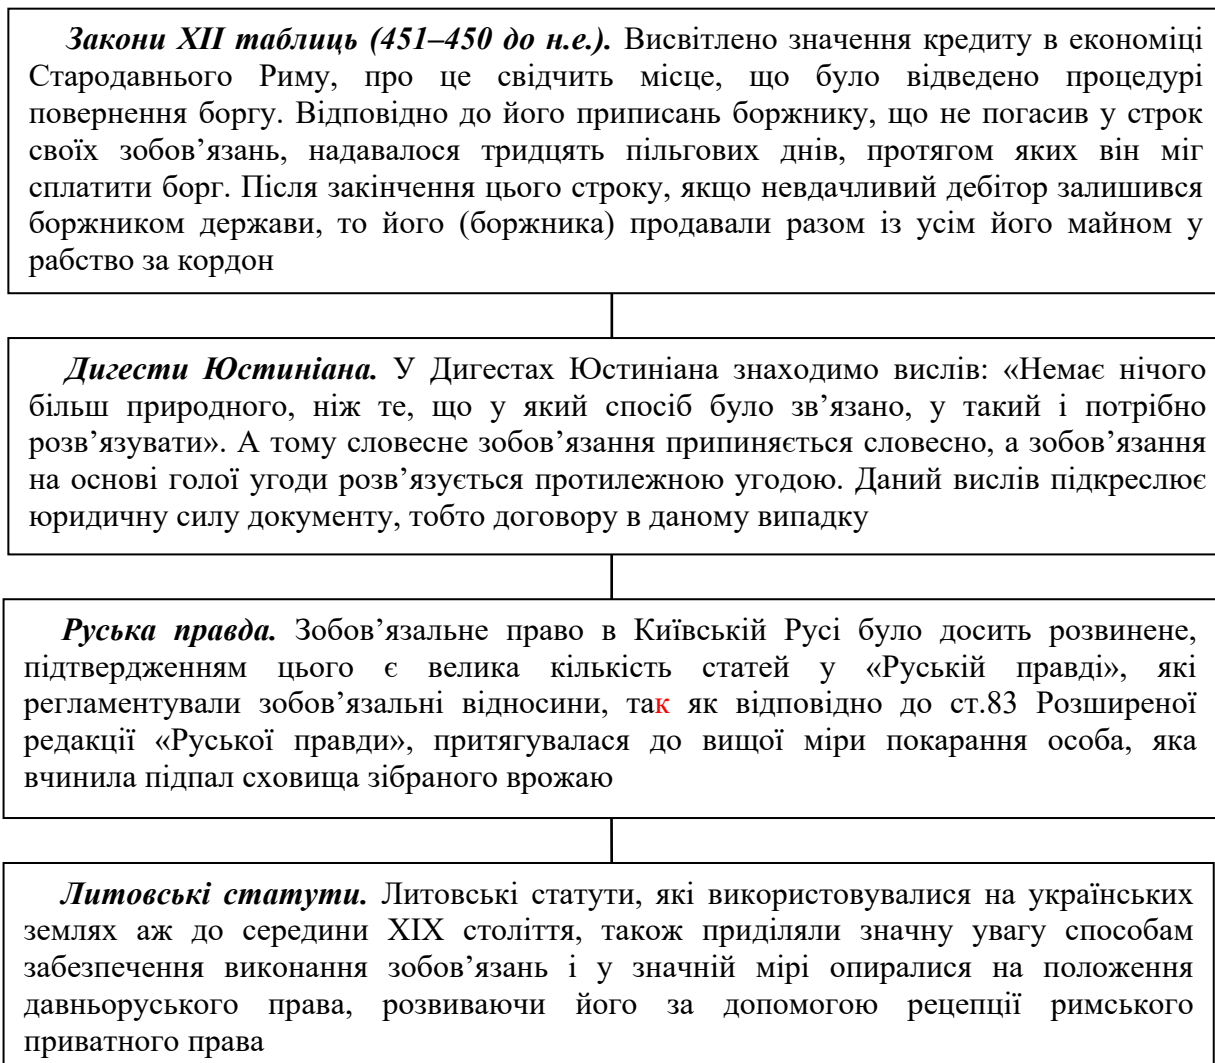 Закони XII таблиць (451–450 до н.е.). Висвітлено значення кредиту в економіці
Стародавнього Риму, про це свідчить місце, що було відведено процедурі
повернення боргу. Відповідно до його приписань боржнику, що не погасив у строк
своїх зобов’язань, надавалося тридцять пільгових днів, протягом яких він міг
сплатити борг. Після закінчення цього строку, якщо невдачливий дебітор залишився
боржником держави, то його (боржника) продавали разом із усім його майном у
рабство за кордон
Дигести Юстиніана. У Дигестах Юстиніана знаходимо вислів: «Немає нічого
більш природного, ніж те, що у який спосіб було зв’язано, у такий і потрібно
розв’язувати». А тому словесне зобов’язання припиняється словесно, а зобов’язання
на основі голої угоди розв’язується протилежною угодою. Даний вислів підкреслює
юридичну силу документу, тобто договору в даному випадку
Руська правда. Зобов’язальне право в Київській Русі було досить розвинене,
підтвердженням цього є велика кількість статей у «Руській правді», які
регламентували зобов’язальні відносини, так як відповідно до ст.83 Розширеної
редакції «Руської правди», притягувалася до вищої міри покарання особа, яка
вчинила підпал сховища зібраного врожаю
Литовські статути. Литовські статути, які використовувалися на українських
землях аж до середини XIX століття, також приділяли значну увагу способам
забезпечення виконання зобов’язань і у значній мірі опиралися на положення
давньоруського права, розвиваючи його за допомогою рецепції римського
приватного права